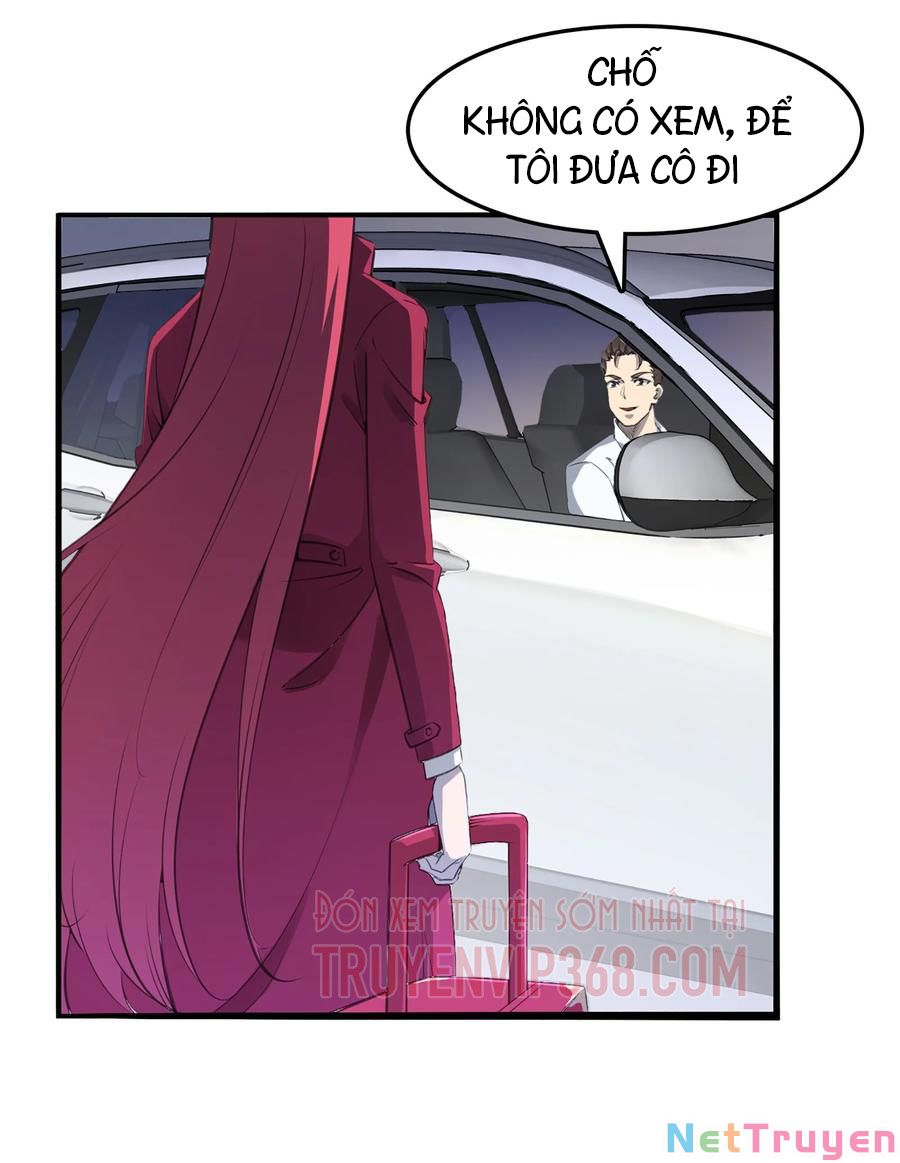 CHỖ
KHÔNG CÓ XEM, ĐỂ
TÔI ĐƯA CÔ ĐI
ĐÓN XEM TRUYỆN SỚM NHẤT TẠI
TRUYENVIP368.COM
NetTruyen